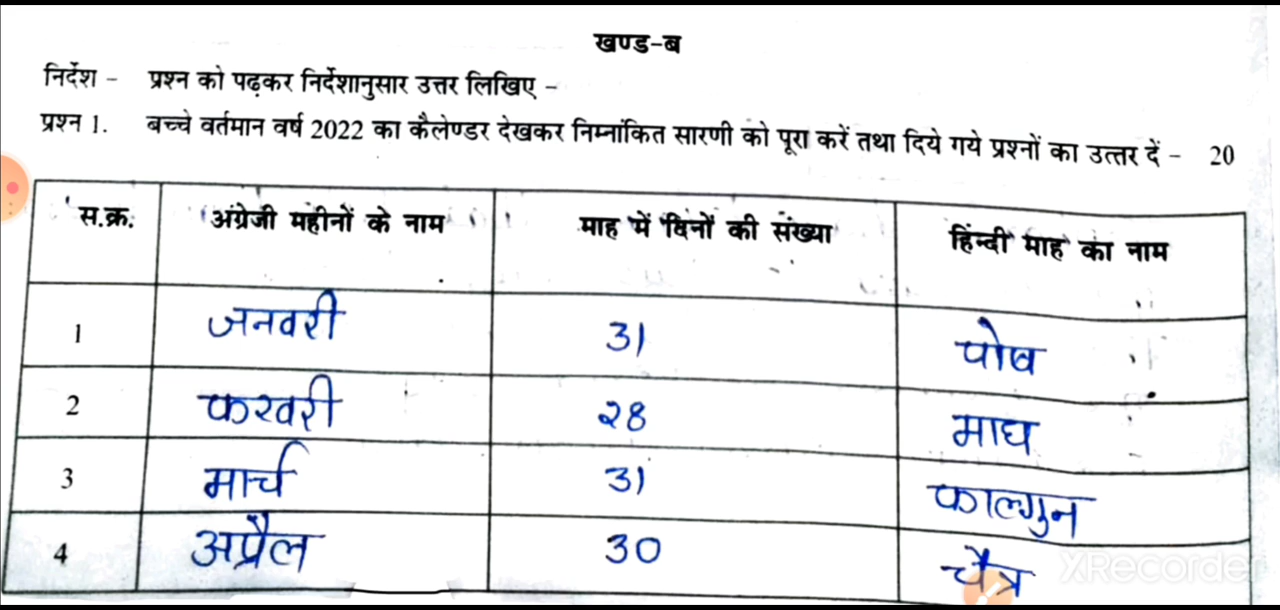 खण्ड-ब
निर्देश - प्रश्न को पढ़कर निर्देशानुसार उत्तर लिखिए -
प्रश्न 1. बच्चे वर्तमान वर्ष 2022 का कैलेण्डर देखकर निम्नांकित सारणी को पूरा करें तथा दिये गये प्रश्नों का उत्तर दें - 20
स.क्र. अंग्रेजी महीनों के नाम माह में दिनों की संख्या हिन्दी माह का नाम
1 जनवरी 31 पोष
2 फरवरी 28 माघ
3 मार्च 31 फाल्गुन
4 अप्रैल 30 चैत्र
XRecorder